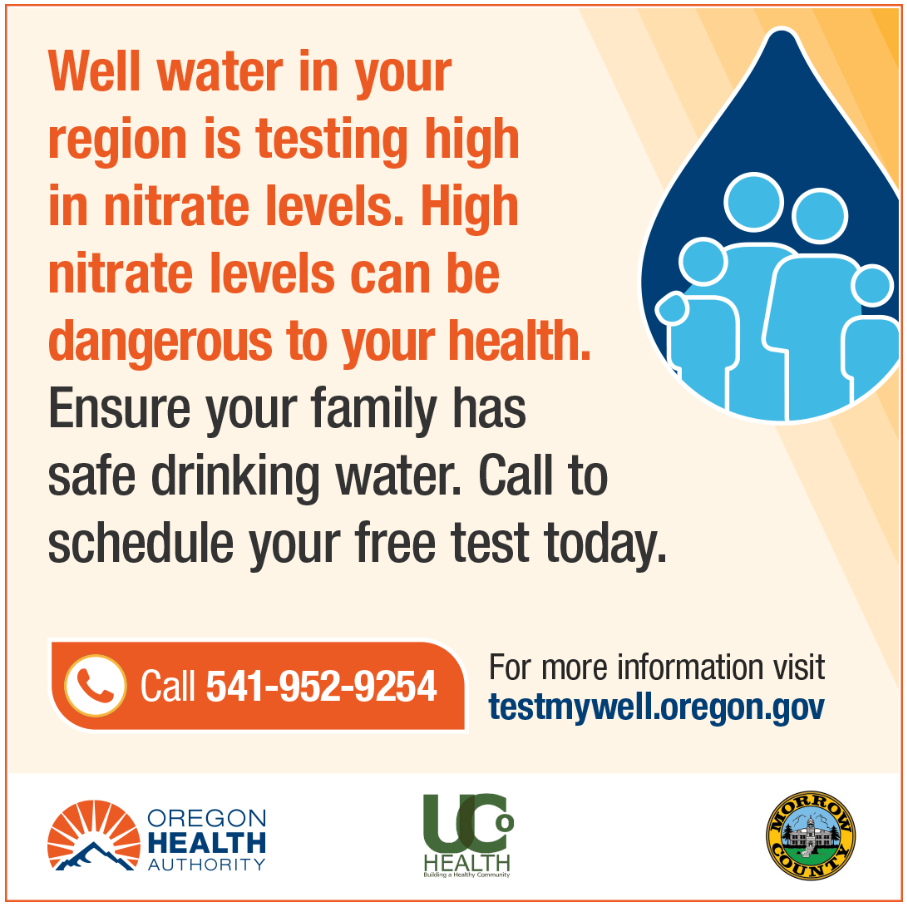 Well water in your
region is testing high
in nitrate levels. High
nitrate levels can be
dangerous to your health.
Ensure your family has
safe drinking water. Call to
schedule your free test today.
Call 541-952-9254
For more information visit
testmywell.oregon.gov
OREGON
HEALTH
AUTHORITY
UCo
HEALTH
Building a Healthy Community
MORROW
COUNTY